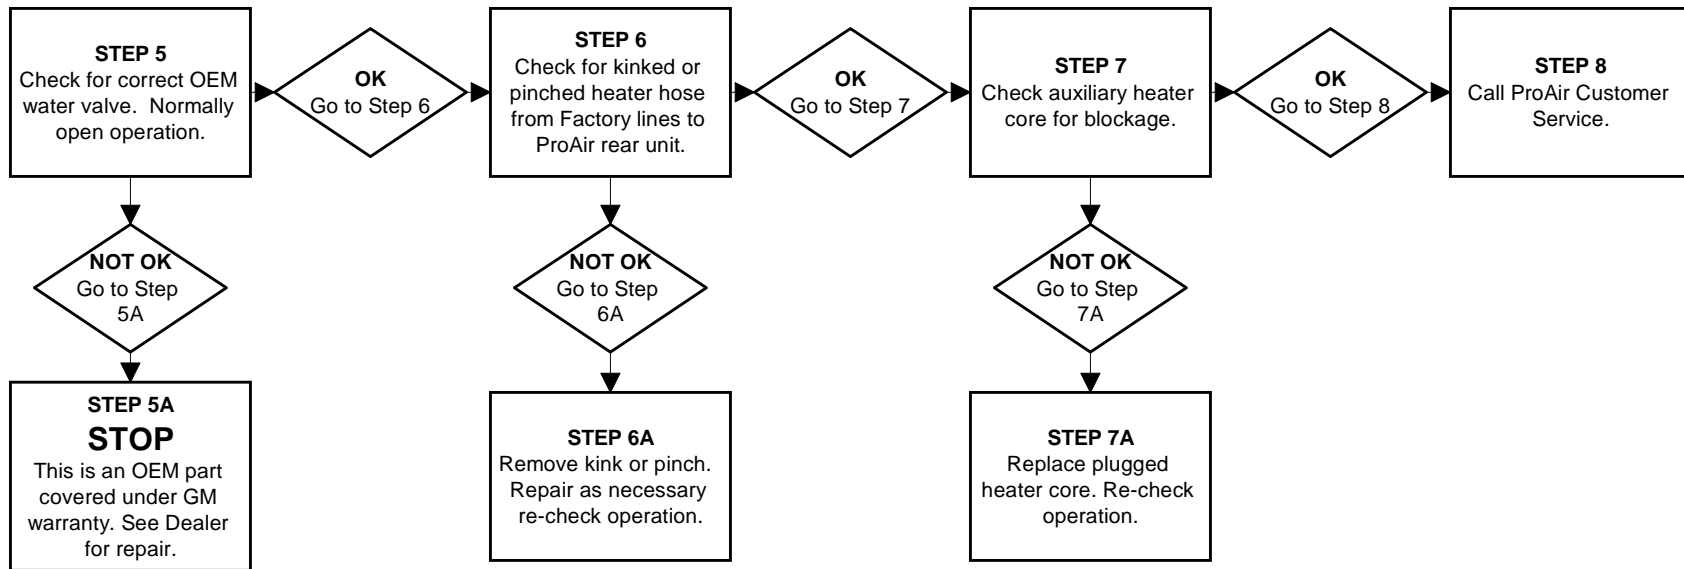 STEP 5
Check for correct OEM
water valve.  Normally
open operation.
OK
Go to Step 6
STEP 6
Check for kinked or
pinched heater hose
from Factory lines to
ProAir rear unit.
OK
Go to Step 7
STEP 7
Check auxiliary heater
core for blockage.
OK
Go to Step 8
STEP 8
Call ProAir Customer
Service.
NOT OK
Go to Step
5A
NOT OK
Go to Step
6A
NOT OK
Go to Step
7A
STEP 5A
STOP
This is an OEM part
covered under GM
warranty. See Dealer
for repair.
STEP 6A
Remove kink or pinch.
Repair as necessary
re-check operation.
STEP 7A
Replace plugged
heater core. Re-check
operation.